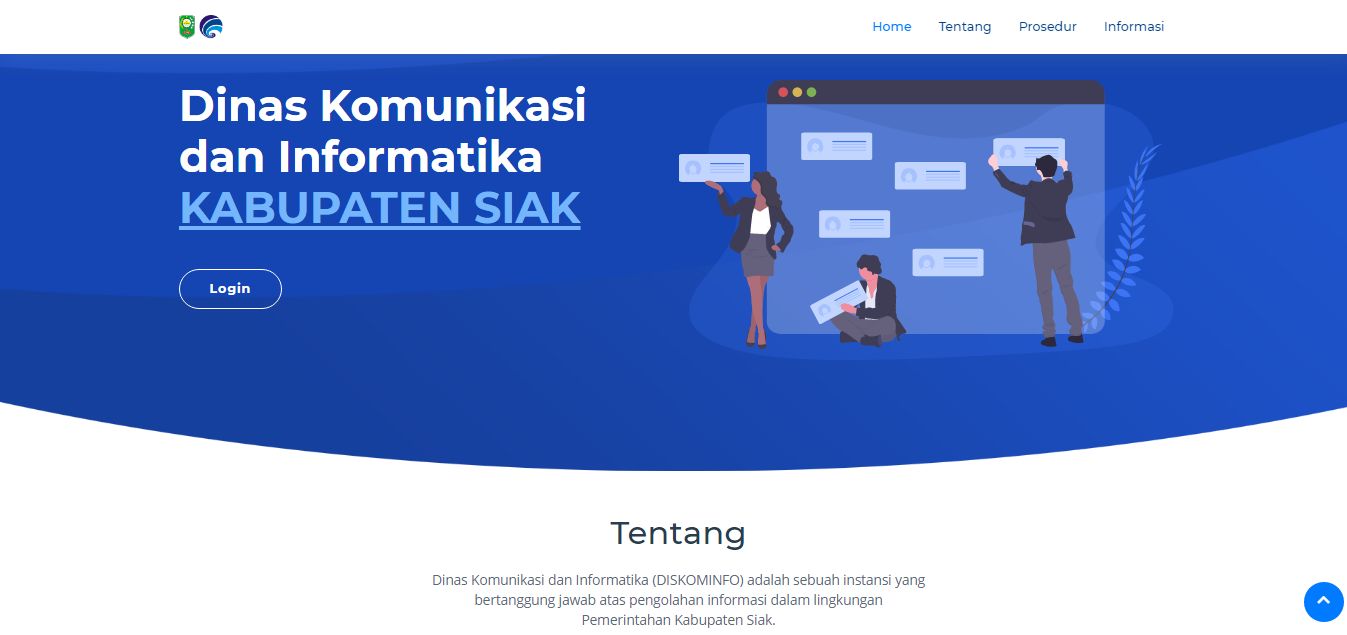 Home Tentang Prosedur Informasi
Dinas Komunikasi
dan Informatika
KABUPATEN SIAK
Login
Tentang
Dinas Komunikasi dan Informatika (DISKOMINFO) adalah sebuah instansi yang
bertanggung jawab atas pengolahan informasi dalam lingkungan
Pemerintahan Kabupaten Siak.